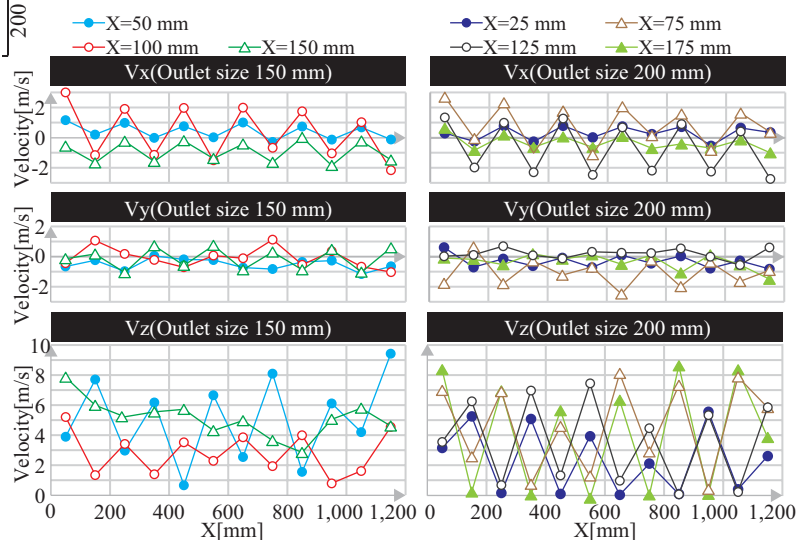 200
X=50 mm
X=100 mm X=150 mm
X=25 mm X=75 mm
X=125 mm X=175 mm
Vx(Outlet size 150 mm) Vx(Outlet size 200 mm)
Velocity[m/s]
2
0
-2
Vy(Outlet size 150 mm) Vy(Outlet size 200 mm)
Velocity[m/s]
2
0
-2
Vz(Outlet size 150 mm) Vz(Outlet size 200 mm)
Velocity[m/s]
10
8
6
4
2
0
0 200 400 600 800 1,000 1,200 0 200 400 600 800 1,000 1,200
X[mm] X[mm]